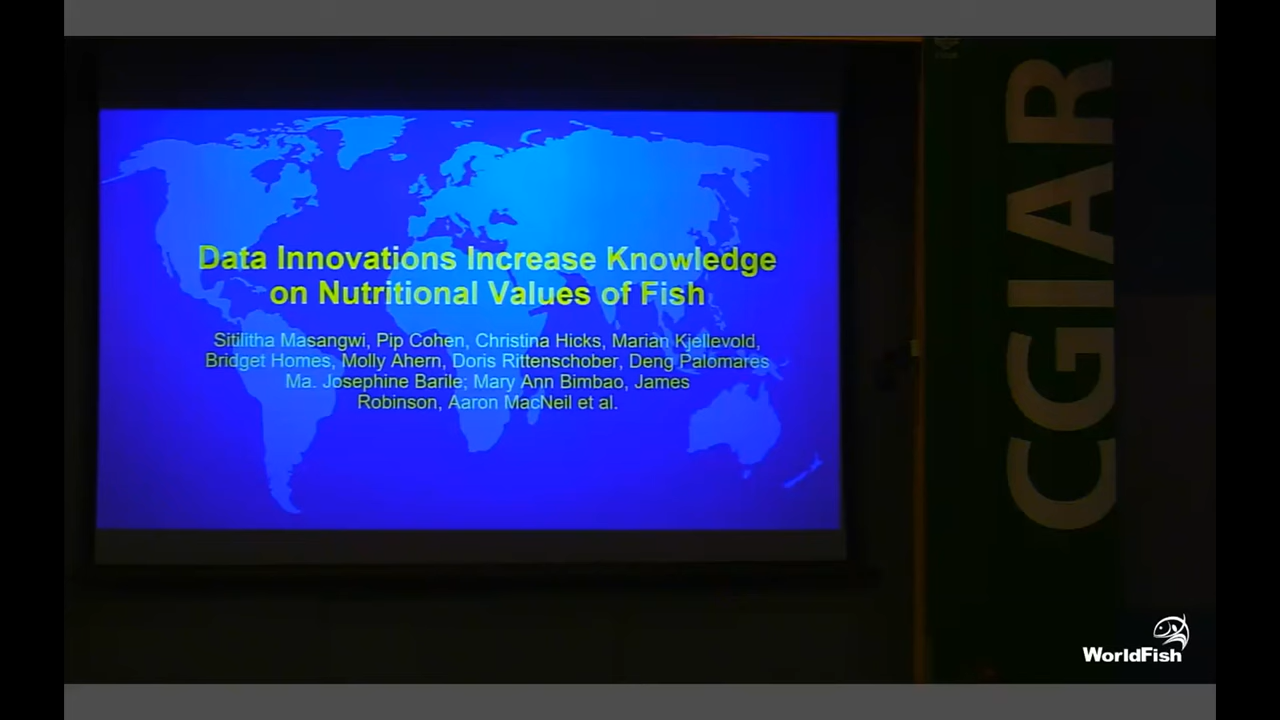 Data Innovations Increase Knowledge
on Nutritional Values of Fish
Sitilitha Masangwi, Pip Cohen, Christina Hicks, Marian Kjellevold,
Bridget Homes, Molly Ahern, Doris Rittenschober, Deng Palomares
Ma. Josephine Barile; Mary Ann Bimbao, James
Robinson, Aaron MacNeil et al.
CGIAR
WorldFish